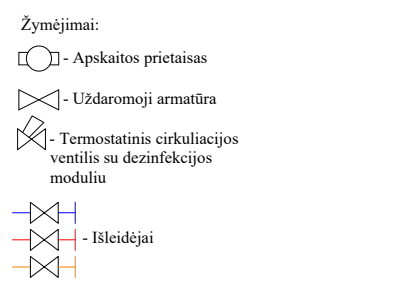 Žymėjimai:
- Apskaitos prietaisas
- Uždaromoji armatūra
- Termostatinis cirkuliacijos
ventilis su dezinfekcijos
moduliu
- Išleidėjai